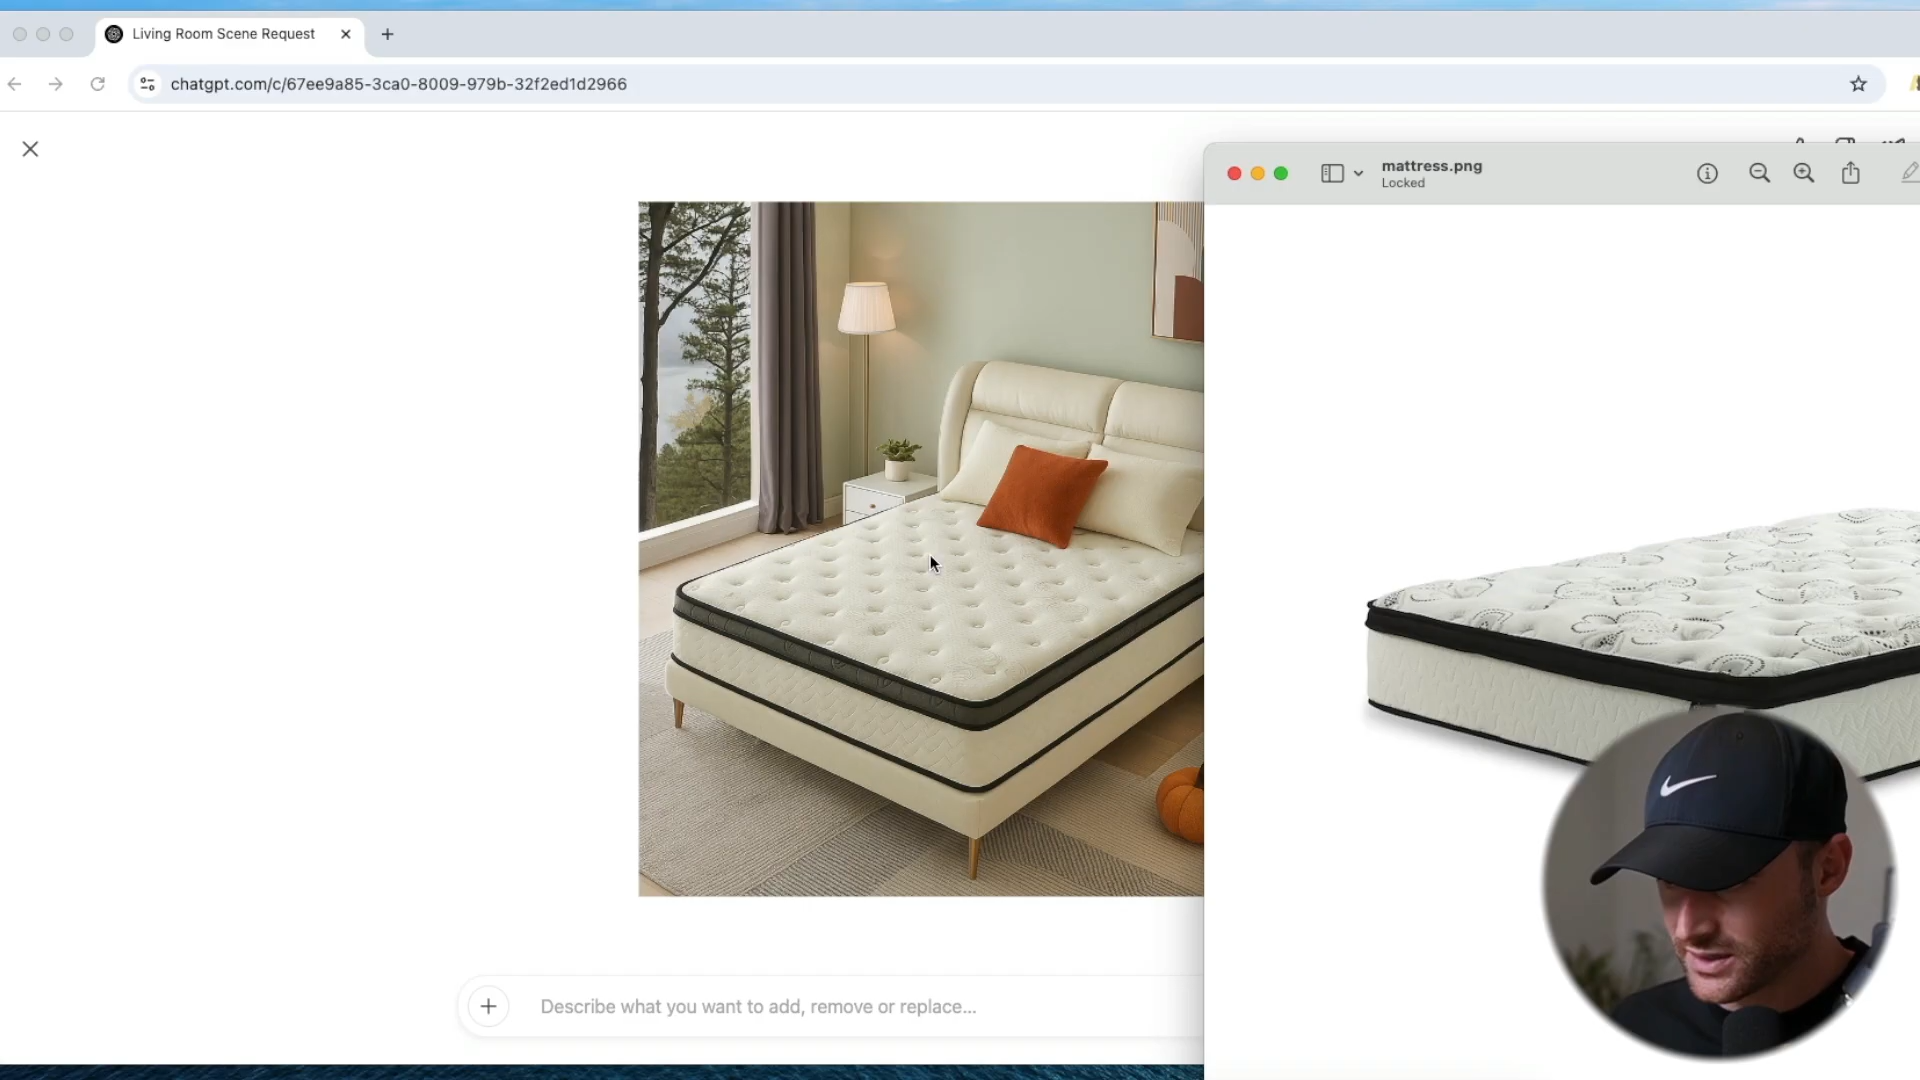 Living Room Scene Request
chatgpt.com/c/67ee9a85-3ca0-8009-979b-32f2ed1d2966
mattress.png
Locked
Describe what you want to add, remove or replace...